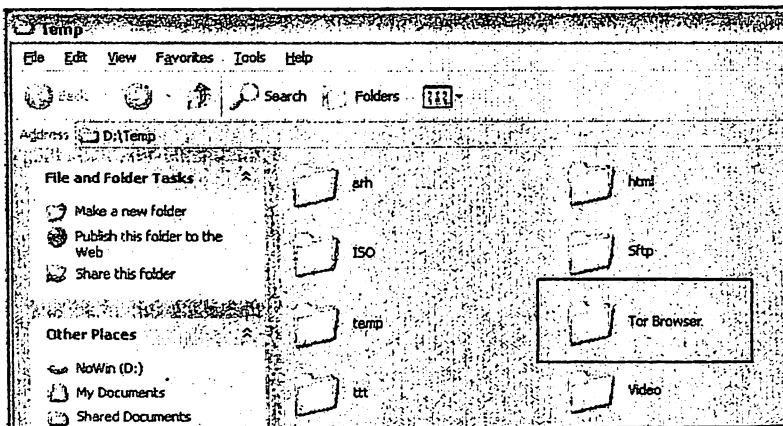 Temp
File Edit View Favorites Tools Help
Back Search Folders
Address D:\Temp
File and Folder Tasks
Make a new folder
Publish this folder to the
Web
Share this folder
Other Places
NoWin (D:)
My Documents
Shared Documents
arh
html
ISO
Sftp
temp
Tor Browser
ttt
Video